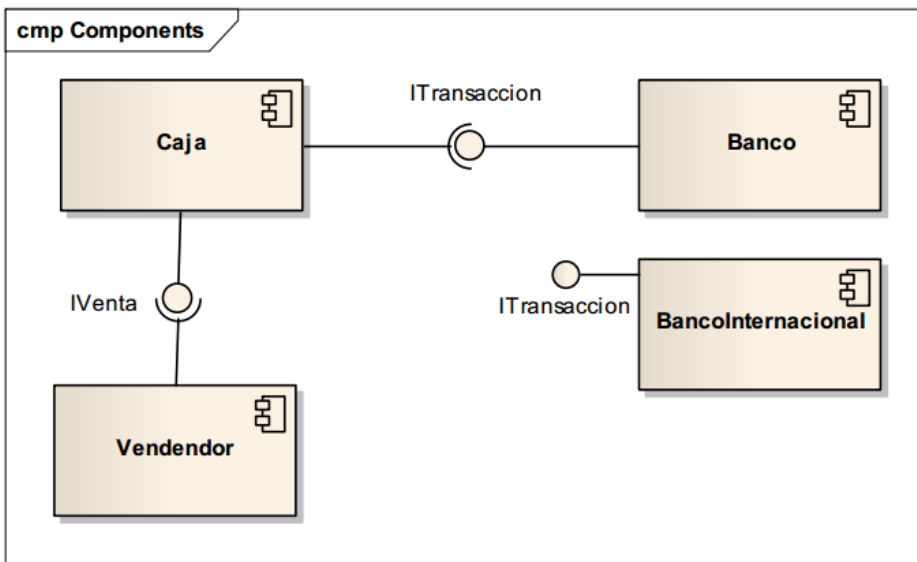 cmp Components
ITransaccion
Caja
Banco
ITransaccion
BancoInternacional
IVenta
Vendendor